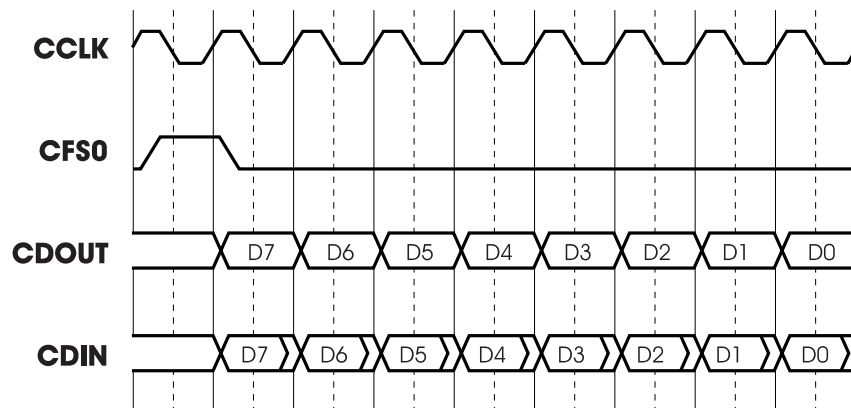 CCLK
CFS0
CDOUT D7 D6 D5 D4 D3 D2 D1 D0
CDIN D7 D6 D5 D4 D3 D2 D1 D0